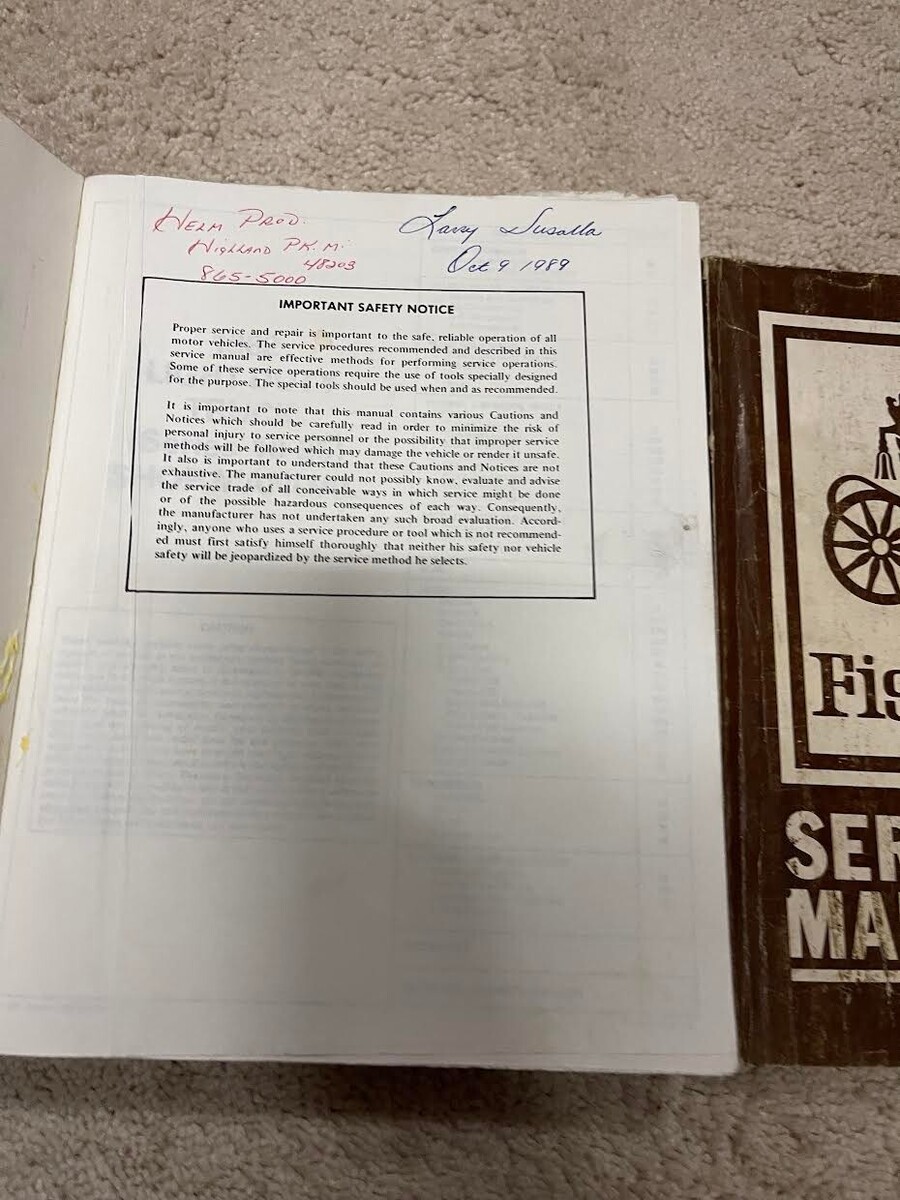 HELM PROD.
HIGHLAND PK. M.
48203
865-5000
Larry Susalla
Oct 9 1989
IMPORTANT SAFETY NOTICE
Proper service and repair is important to the safe, reliable operation of all
motor vehicles. The service procedures recommended and described in this
service manual are effective methods for performing service operations.
Some of these service operations require the use of tools specially designed
for the purpose. The special tools should be used when and as recommended.
It is important to note that this manual contains various Cautions and
Notices which should be carefully read in order to minimize the risk of
personal injury to service personnel or the possibility that improper service
methods will be followed which may damage the vehicle or render it unsafe.
It also is important to understand that these Cautions and Notices are not
exhaustive. The manufacturer could not possibly know, evaluate and advise
the service trade of all conceivable ways in which service might be done
or of the possible hazardous consequences of each way. Consequently,
the manufacturer has not undertaken any such broad evaluation. Accord-
ingly, anyone who uses a service procedure or tool which is not recommend-
ed must first satisfy himself thoroughly that neither his safety nor vehicle
safety will be jeopardized by the service method he selects.
Fis
SER
MA